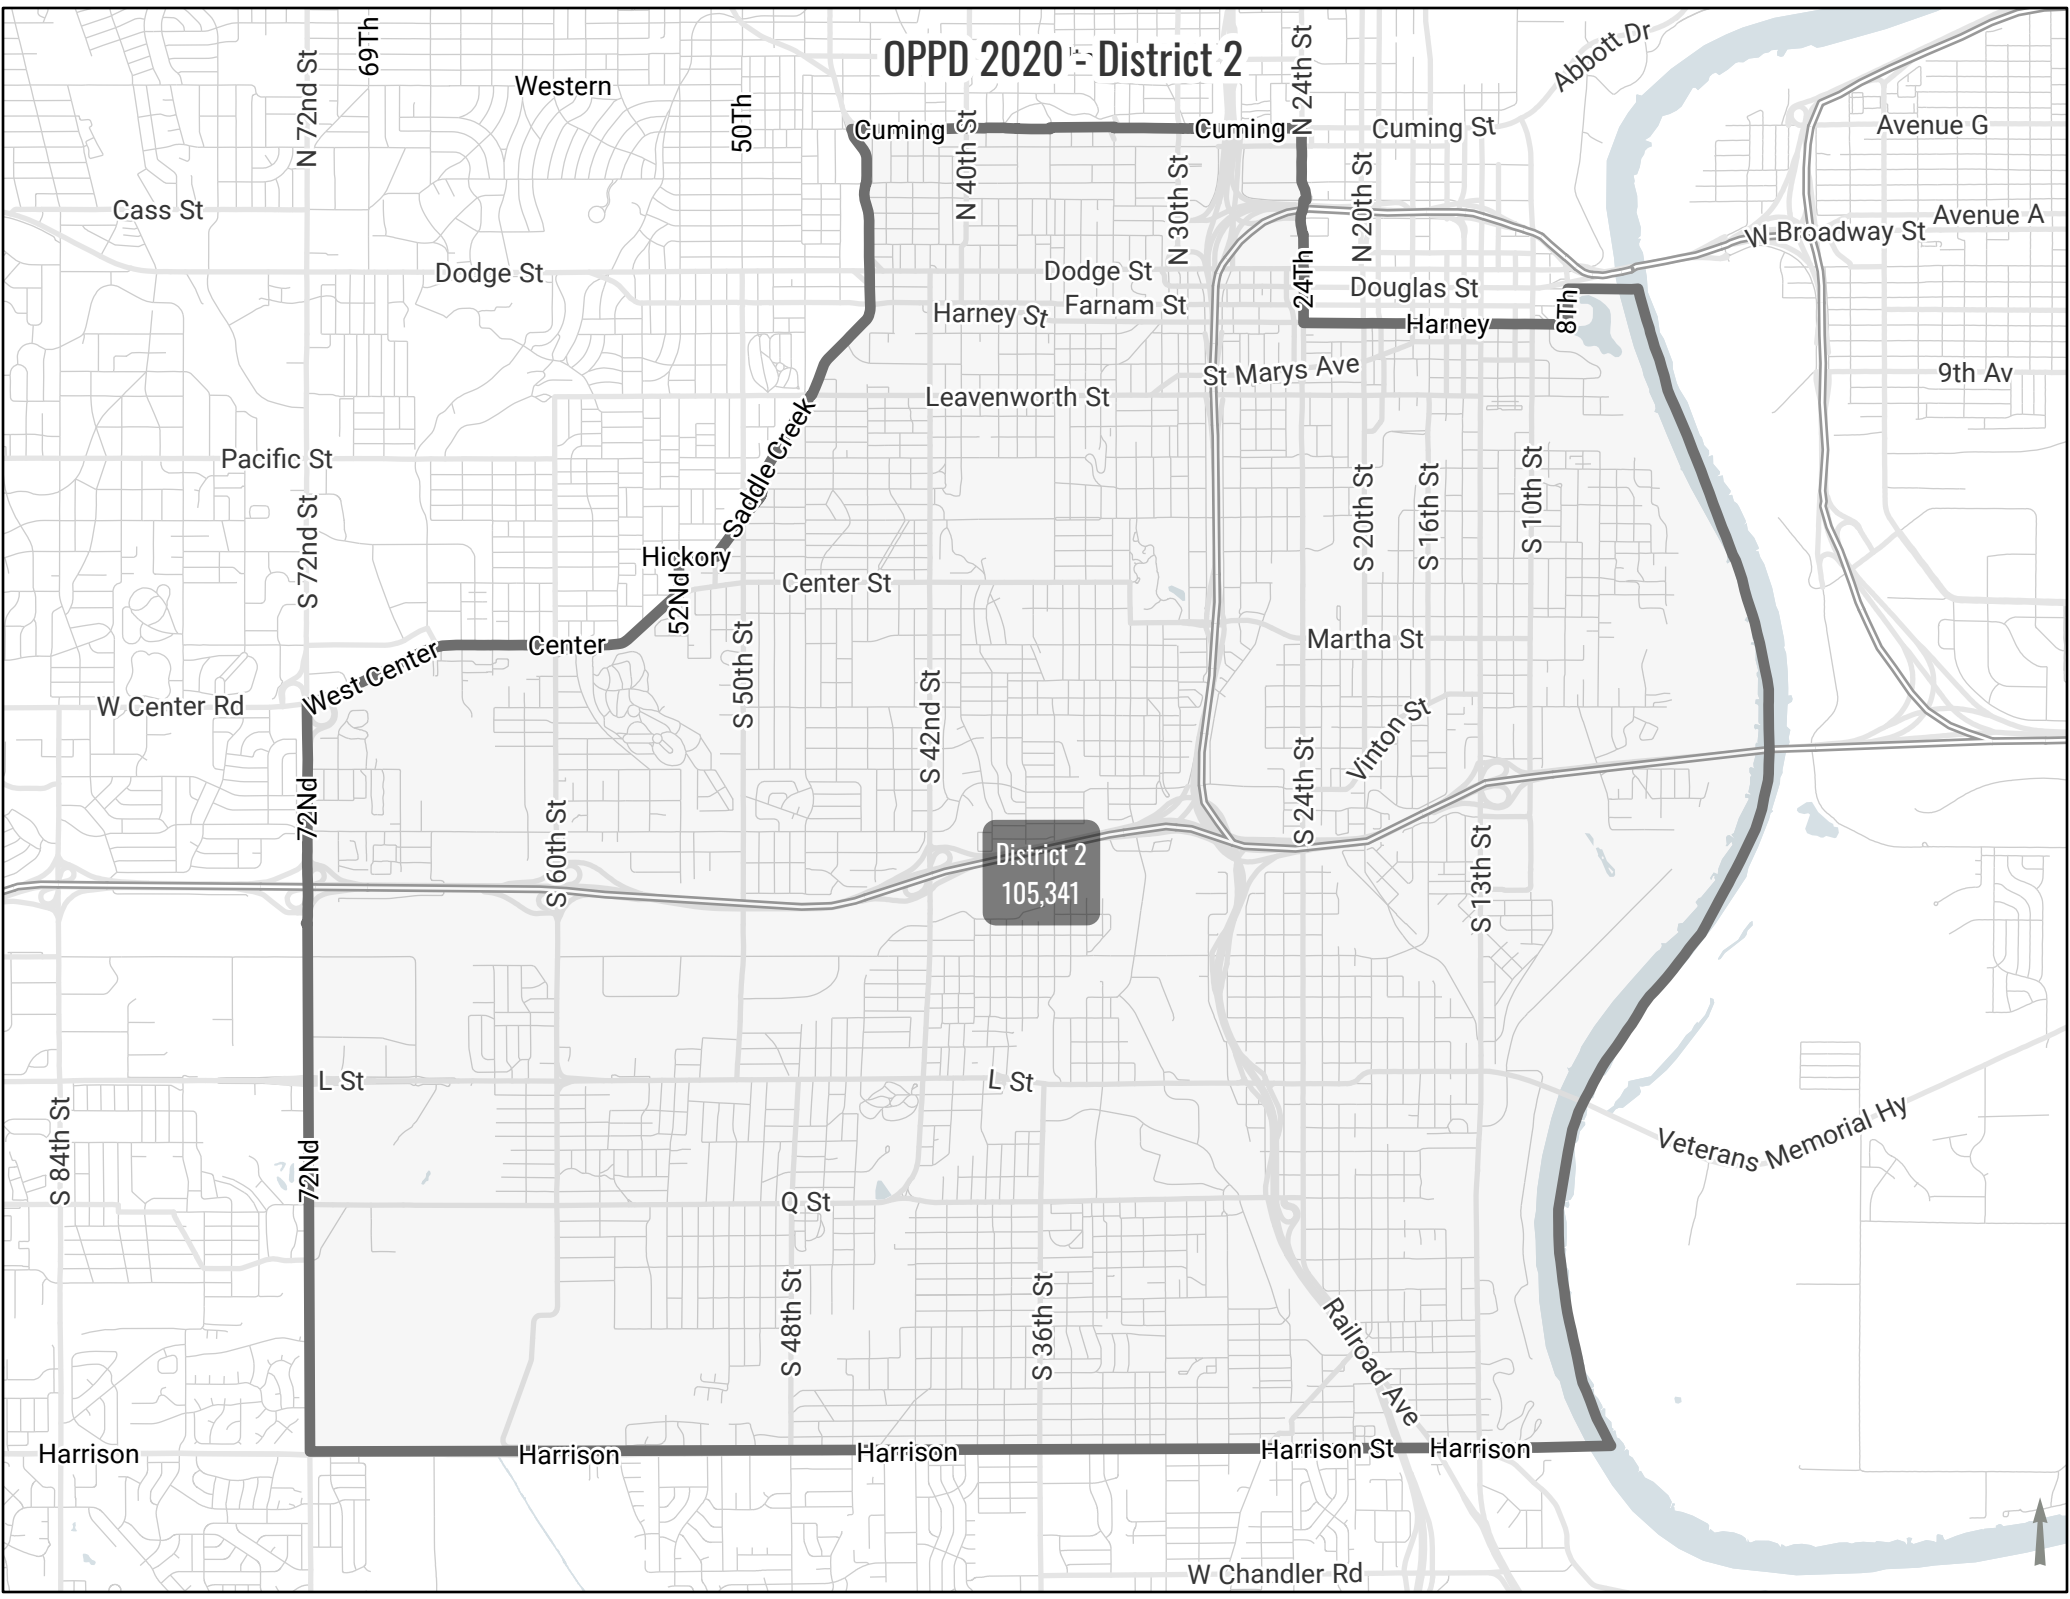 OPPD 2020 - District 2
69Th
N 72nd St
Western
50Th
N 24th St
Abbott Dr
Cuming
N 40th St
Cuming
Cuming St
Avenue G
N 30th St
N 20th St
Cass St
Avenue A
W Broadway St
Dodge St
Dodge St
24Th
Douglas St
Harney St
Farnam St
Harney
8Th
St Marys Ave
9th Av
Leavenworth St
Pacific St
Saddle Creek
S 72nd St
S 20th St
S 16th St
S 10th St
Hickory
52Nd
Center St
Center
Martha St
S 50th St
West Center
W Center Rd
S 42nd St
Vinton St
72Nd
S 24th St
S 60th St
District 2
105,341
S 13th St
L St
L St
S 84th St
72Nd
Veterans Memorial Hy
Q St
S 48th St
S 36th St
Railroad Ave
Harrison
Harrison
Harrison
Harrison St
Harrison
W Chandler Rd